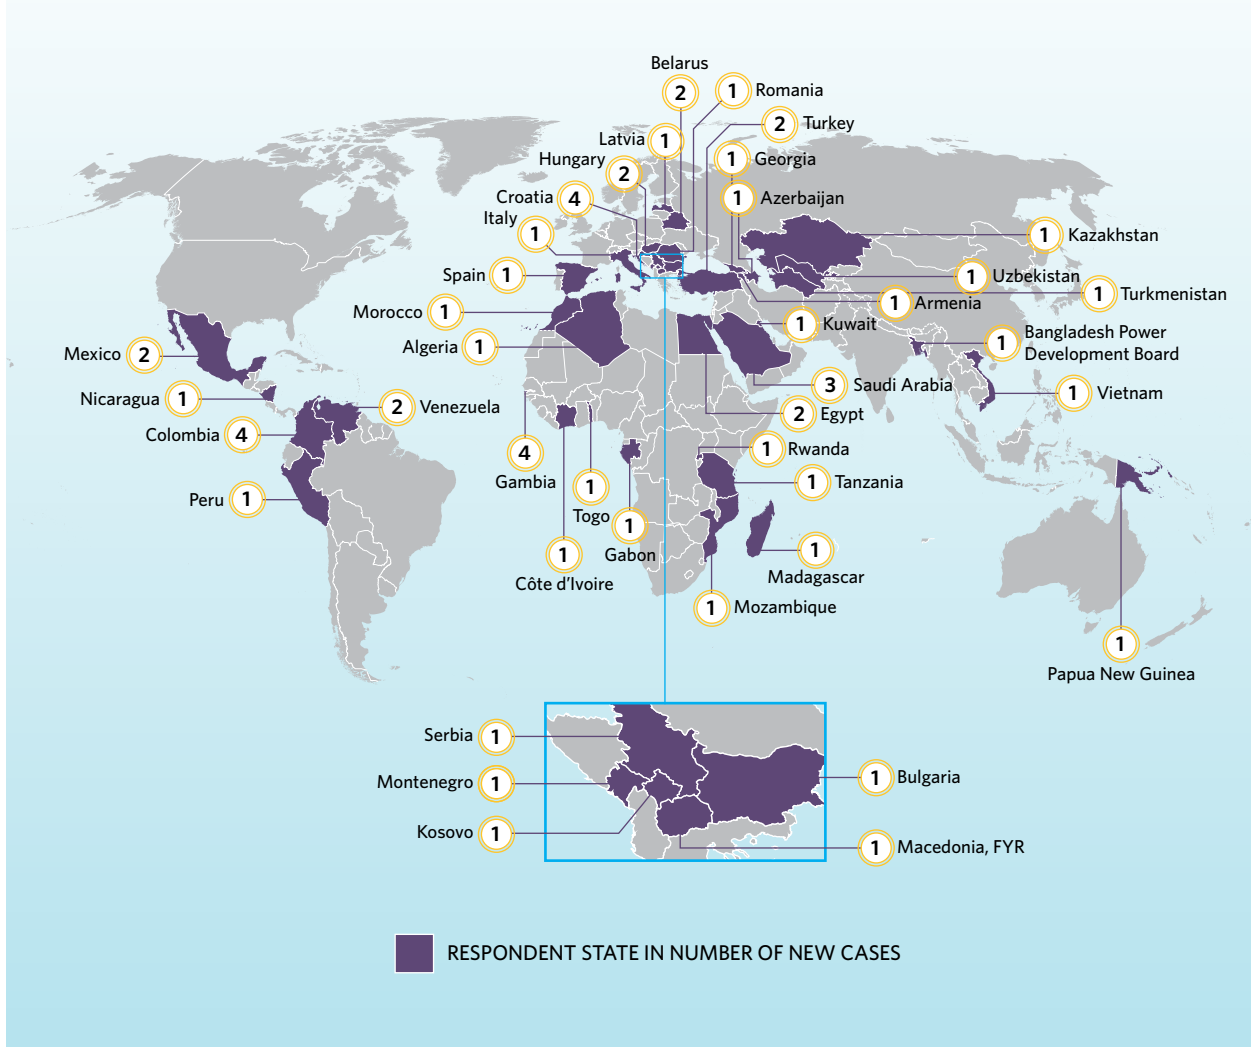 Belarus
2
1 Romania
2 Turkey
Latvia 1
Hungary
2
1 Georgia
Croatia 4
1 Azerbaijan
Italy
1
1 Kazakhstan
Spain 1
1 Uzbekistan
1 Turkmenistan
1 Armenia
Morocco 1
1 Kuwait
Algeria 1
1 Bangladesh Power
Development Board
Mexico 2
3 Saudi Arabia
1 Vietnam
Nicaragua 1
2 Venezuela
2 Egypt
Colombia 4
4
Gambia
1 Rwanda
1 Tanzania
Peru 1
1
Togo
1
Gabon
1
Côte d'Ivoire
1
Madagascar
1 Mozambique
1
Papua New Guinea
Serbia 1
Montenegro 1
1 Bulgaria
Kosovo 1
1 Macedonia, FYR
RESPONDENT STATE IN NUMBER OF NEW CASES